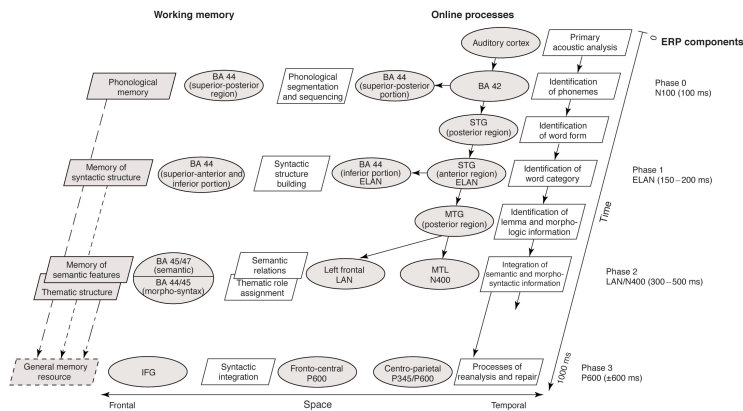 Working memory
Online processes
ERP components
Auditory cortex
Primary
acoustic analysis
0
Phonological
memory
BA 44
(superior-posterior
region)
Phonological
segmentation
and sequencing
BA 44
(superior-posterior
portion)
BA 42
Identification
of phonemes
Phase 0
N100 (100 ms)
STG
(posterior region)
Identification
of word form
Memory of
syntactic structure
BA 44
(superior-anterior and
inferior portion)
Syntactic
structure
building
BA 44
(inferior portion)
ELAN
STG
(anterior region)
ELAN
Identification of
word category
Phase 1
ELAN (150–200 ms)
Time
MTG
(posterior region)
Identification of
lemma and morpho-
logic information
Memory of
semantic features
Thematic structure
BA 45/47
(semantic)
BA 44/45
(morpho-syntax)
Semantic
relations
Thematic role
assignment
Left frontal
LAN
MTL
N400
Integration of
semantic and morpho-
syntactic information
Phase 2
LAN/N400 (300–500 ms)
General memory
resource
IFG
Syntactic
integration
Fronto-central
P600
Centro-parietal
P345/P600
Processes of
reanalysis and repair
1000 ms
Phase 3
P600 (±600 ms)
Frontal
Space
Temporal